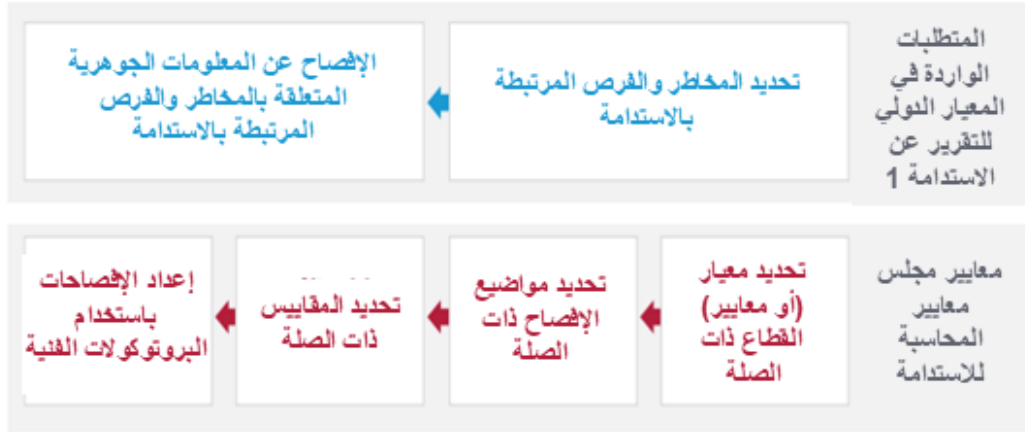 المتطلبات
الواردة في
المعيار الدولي
للتقرير عن
الاستدامة 1
تحديد المخاطر والفرص المرتبطة
بالاستدامة
الإفصاح عن المعلومات الجوهرية
المتعلقة بالمخاطر والفرص
المرتبطة بالاستدامة
معايير مجلس
معايير
المحاسبة
للاستدامة
تحديد معيار
(أو معايير)
القطاع ذات
الصلة
تحديد مواضيع
الإفصاح ذات
الصلة
تحديد المقاييس
ذات الصلة
إعداد الإفصاحات
باستخدام
البروتوكولات الفنية